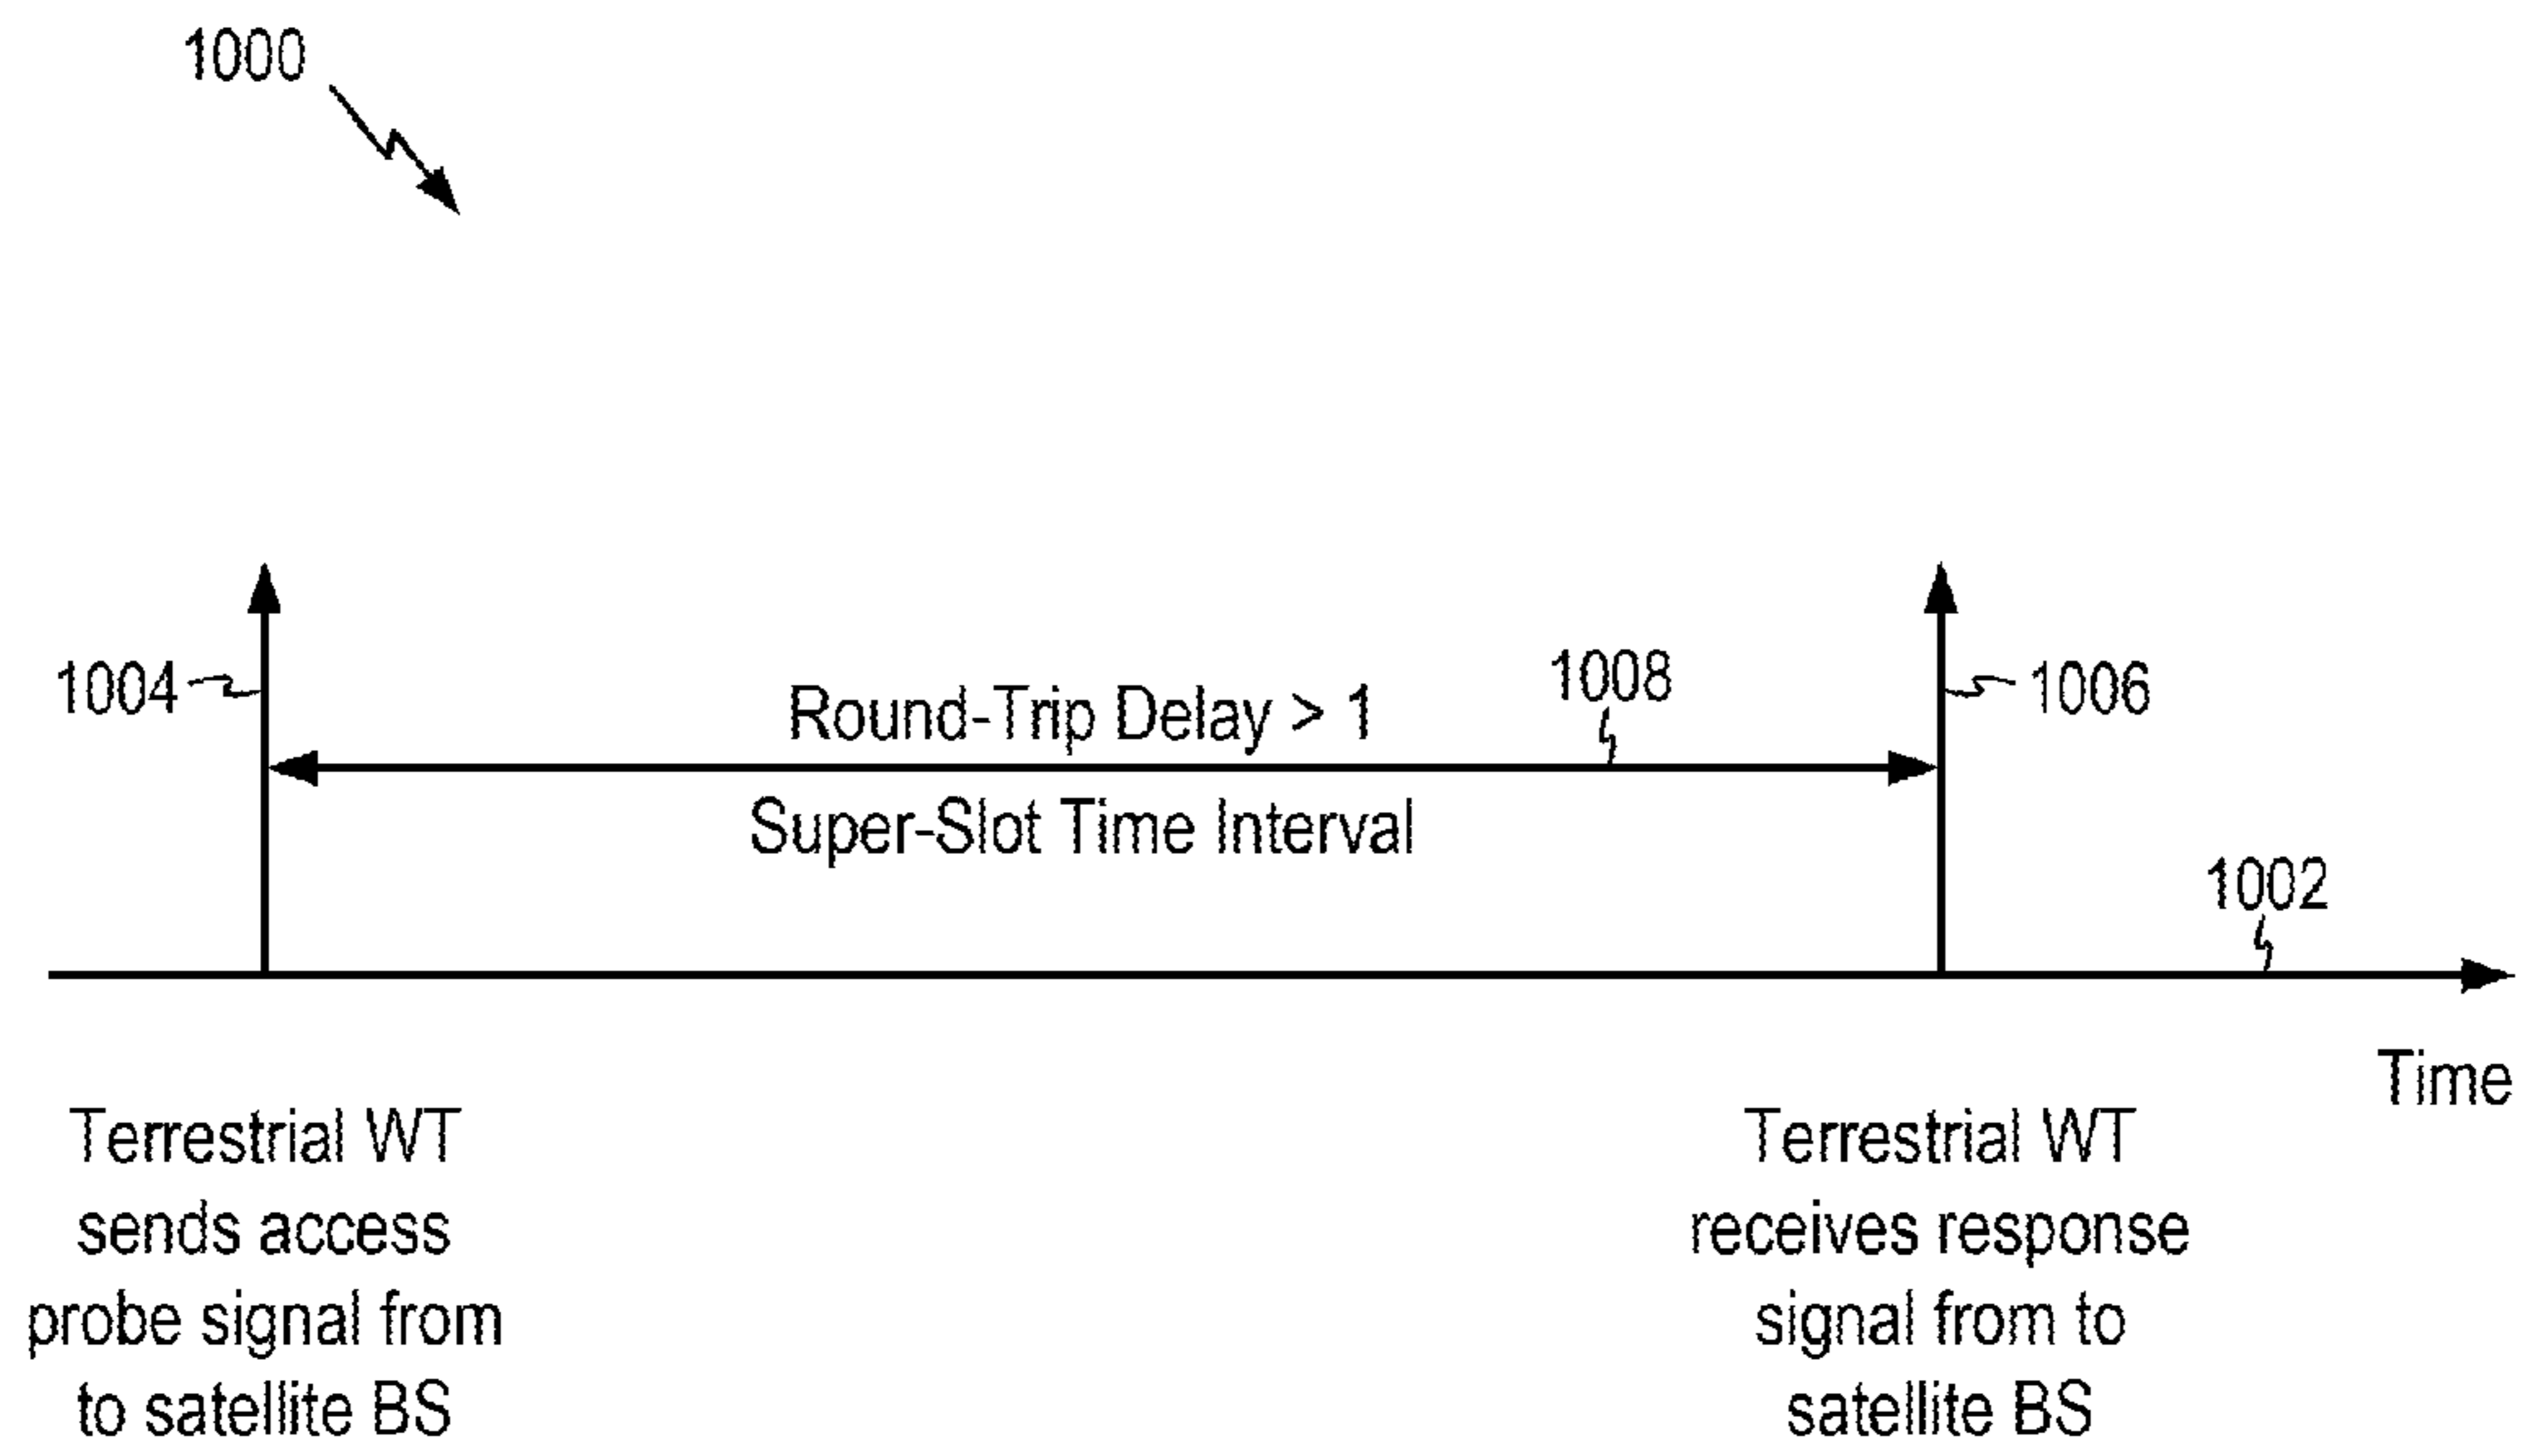 1000
1004
Round-Trip Delay > 1
1008
1006
Super-Slot Time Interval
1002
Time
Terrestrial WT
sends access
probe signal from
to satellite BS
Terrestrial WT
receives response
signal from to
satellite BS